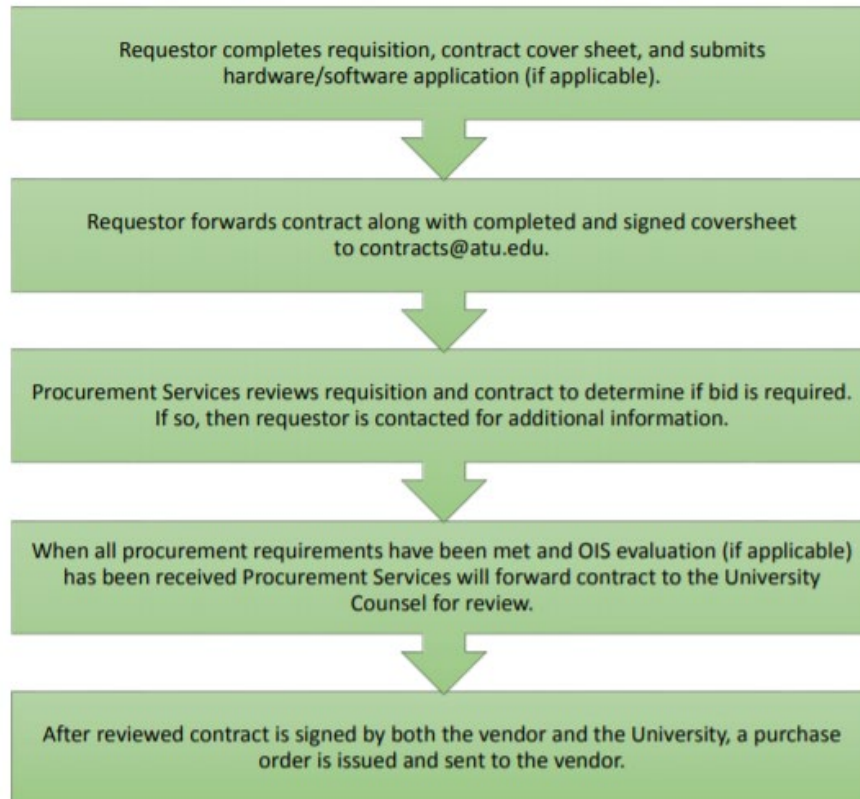 Requestor completes requisition, contract cover sheet, and submits
hardware/software application (if applicable).
Requestor forwards contract along with completed and signed coversheet
to contracts@atu.edu.
Procurement Services reviews requisition and contract to determine if bid is required.
If so, then requestor is contacted for additional information.
When all procurement requirements have been met and OIS evaluation (if applicable)
has been received Procurement Services will forward contract to the University
Counsel for review.
After reviewed contract is signed by both the vendor and the University, a purchase
order is issued and sent to the vendor.